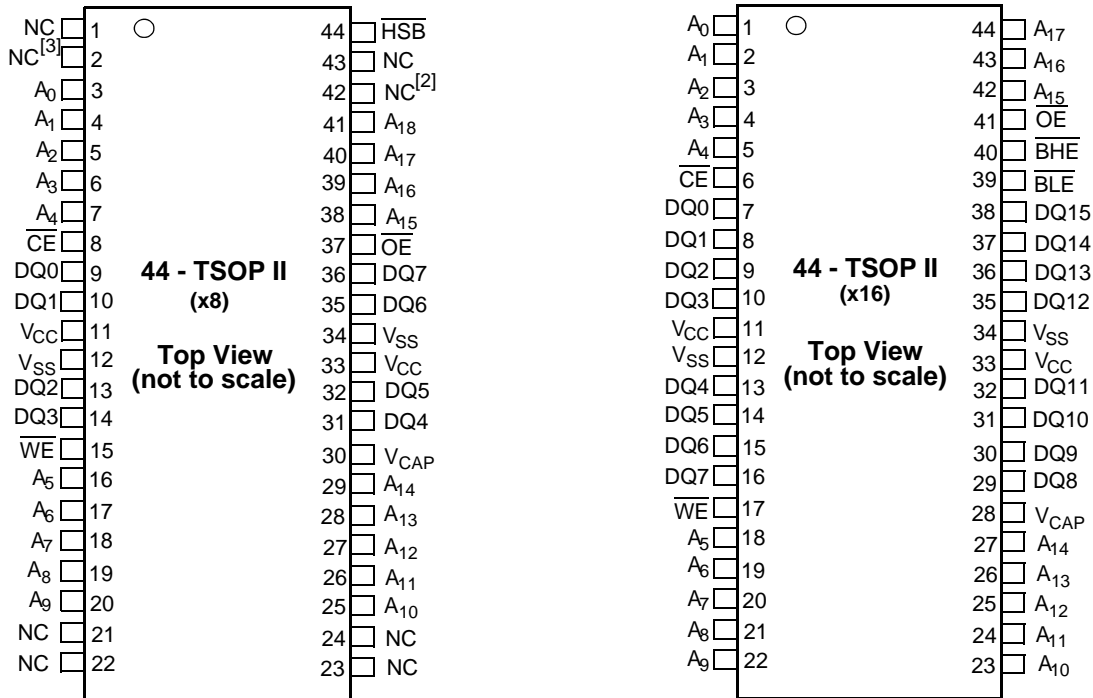 NC 1 44 HSB
NC[3] 2 43 NC
A0 3 42 NC[2]
A1 4 41 A18
A2 5 40 A17
A3 6 39 A16
A4 7 38 A15
CE 8 37 OE
DQ0 9 36 DQ7
DQ1 10 35 DQ6
VCC 11 34 VSS
VSS 12 33 VCC
DQ2 13 32 DQ5
DQ3 14 31 DQ4
WE 15 30 VCAP
A5 16 29 A14
A6 17 28 A13
A7 18 27 A12
A8 19 26 A11
A9 20 25 A10
NC 21 24 NC
NC 22 23 NC
44 - TSOP II
(x8)
Top View
(not to scale)
A0 1 44 A17
A1 2 43 A16
A2 3 42 A15
A3 4 41 OE
A4 5 40 BHE
CE 6 39 BLE
DQ0 7 38 DQ15
DQ1 8 37 DQ14
DQ2 9 36 DQ13
DQ3 10 35 DQ12
VCC 11 34 VSS
VSS 12 33 VCC
DQ4 13 32 DQ11
DQ5 14 31 DQ10
DQ6 15 30 DQ9
DQ7 16 29 DQ8
WE 17 28 VCAP
A5 18 27 A14
A6 19 26 A13
A7 20 25 A12
A8 21 24 A11
A9 22 23 A10
44 - TSOP II
(x16)
Top View
(not to scale)